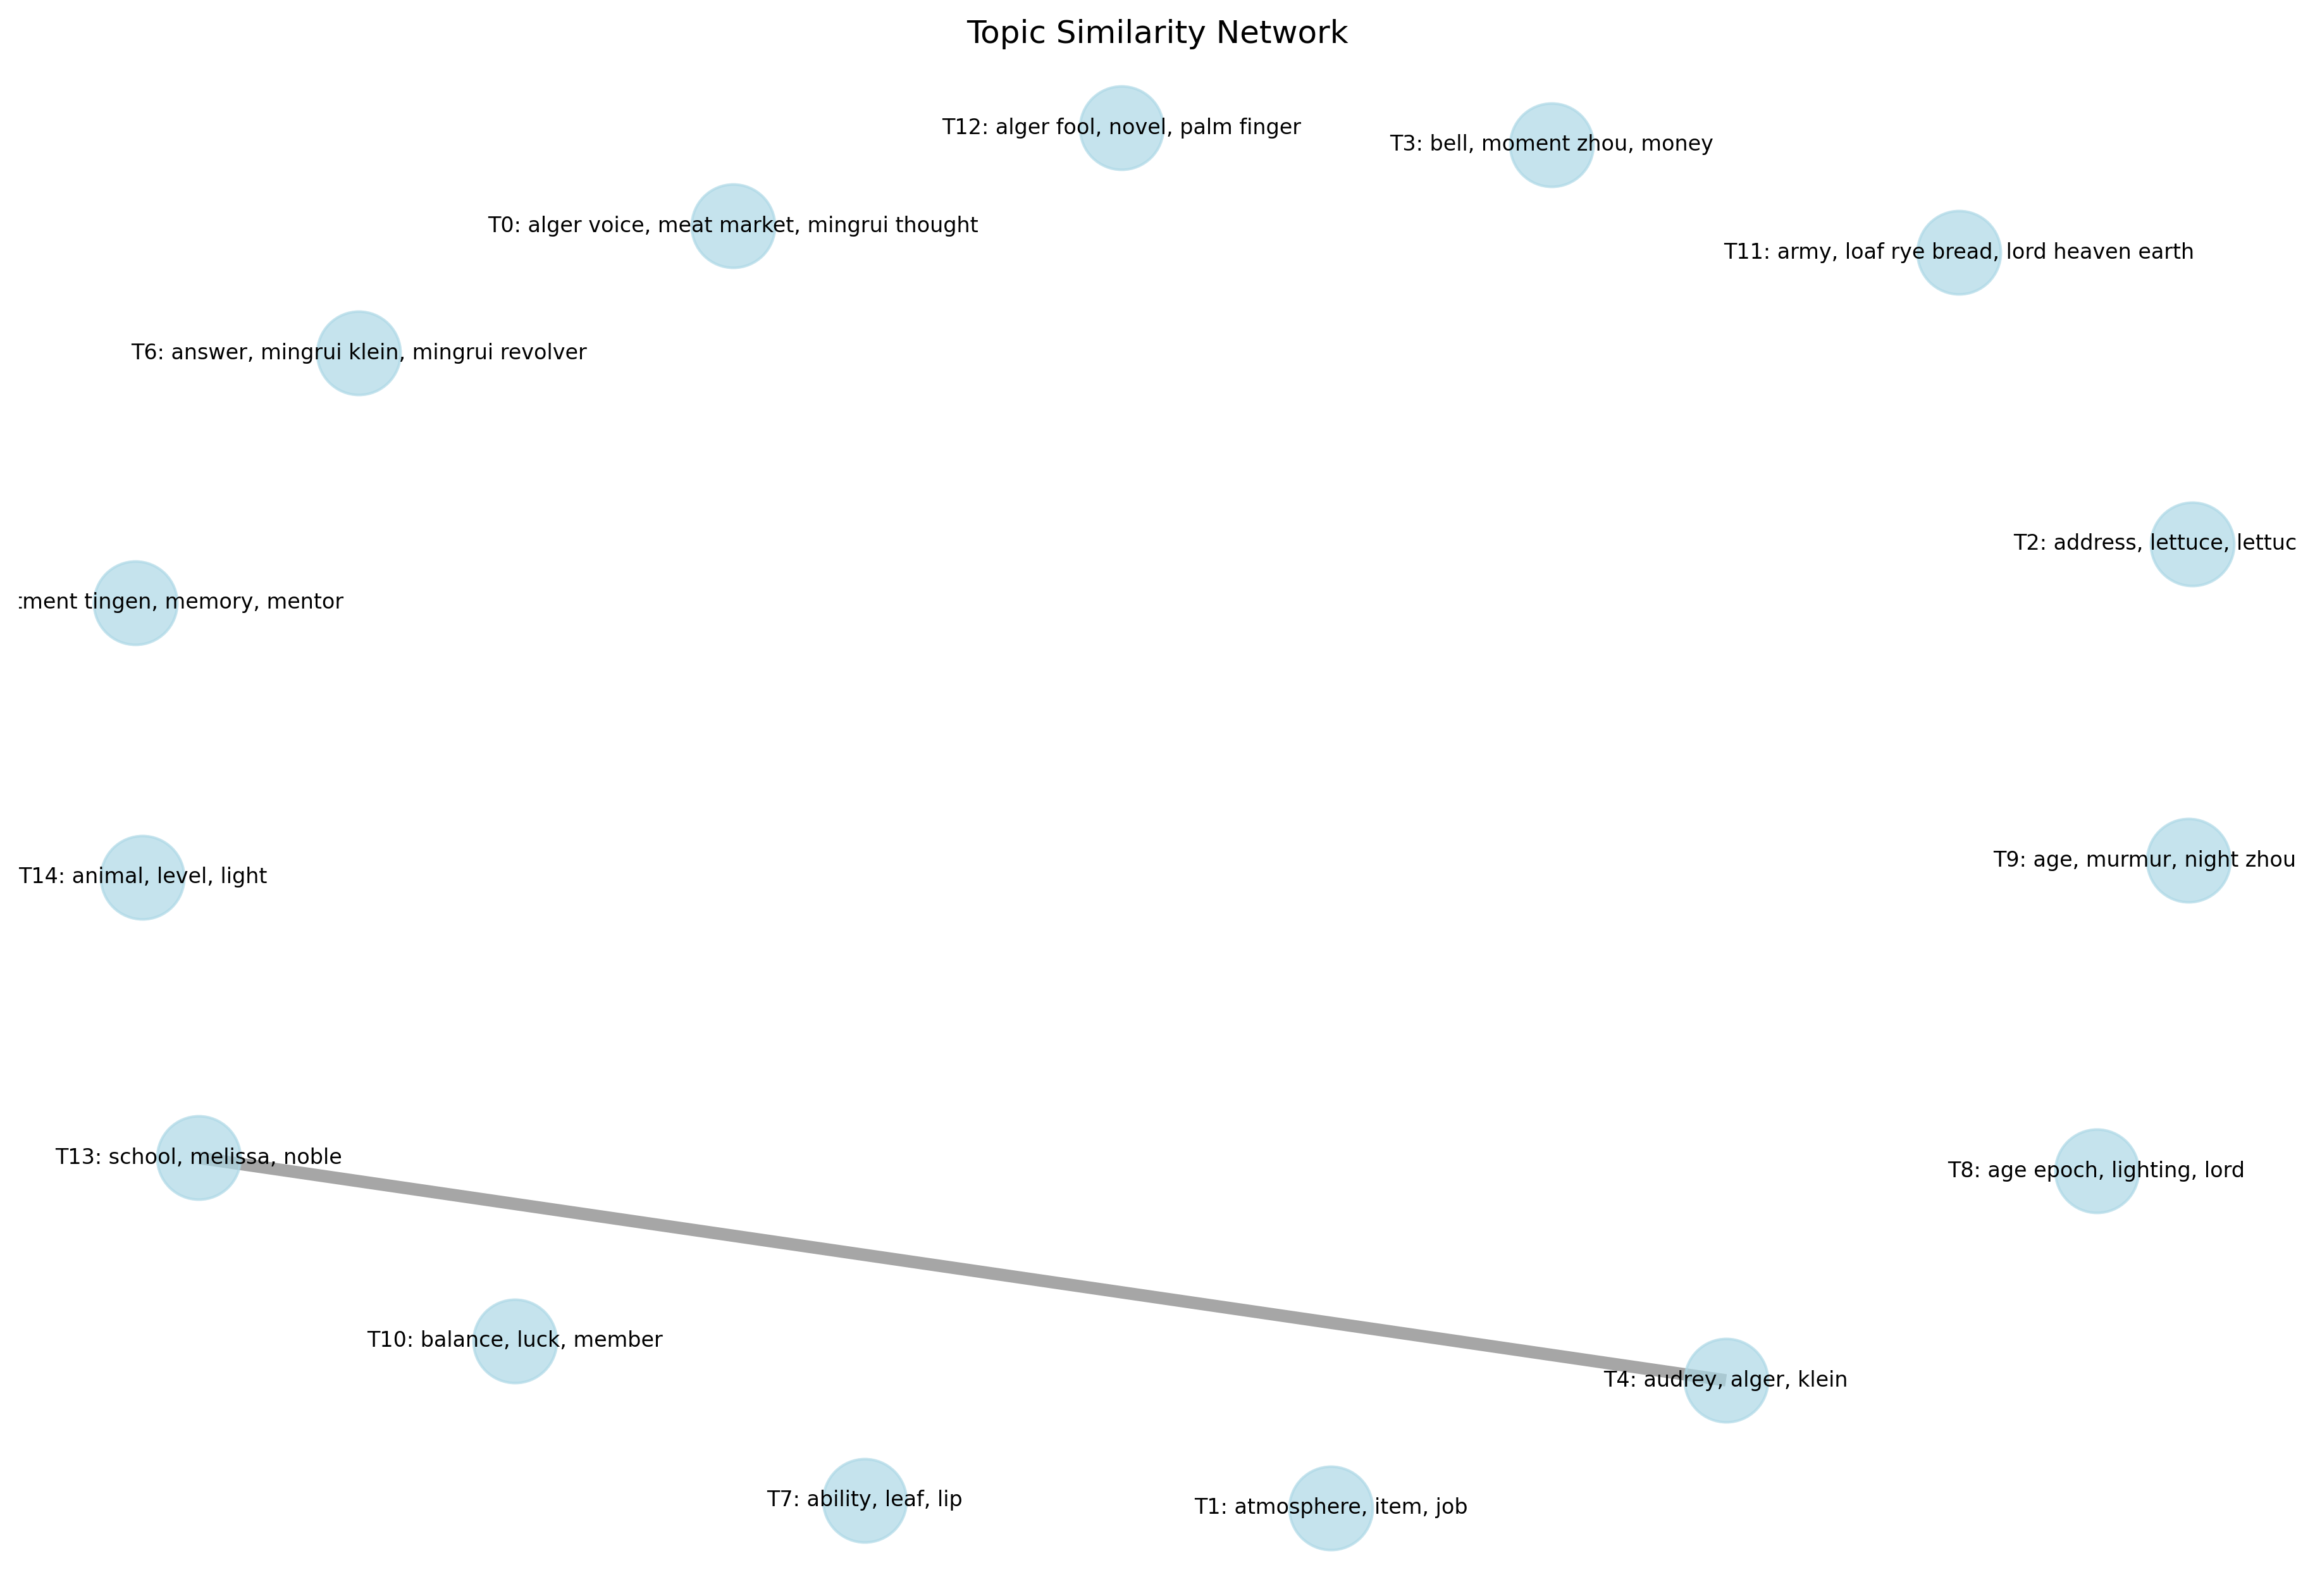 Topic Similarity Network
T12: alger fool, novel, palm finger
T3: bell, moment zhou, money
T0: alger voice, meat market, mingrui thought
T11: army, loaf rye bread, lord heaven earth
T6: answer, mingrui klein, mingrui revolver
T2: address, lettuce, lettuc
tingen, memory, mentor
T9: age, murmur, night zhou
T14: animal, level, light
T13: school, melissa, noble
T8: age epoch, lighting, lord
T10: balance, luck, member
T4: audrey, alger, klein
T7: ability, leaf, lip
T1: atmosphere, item, job